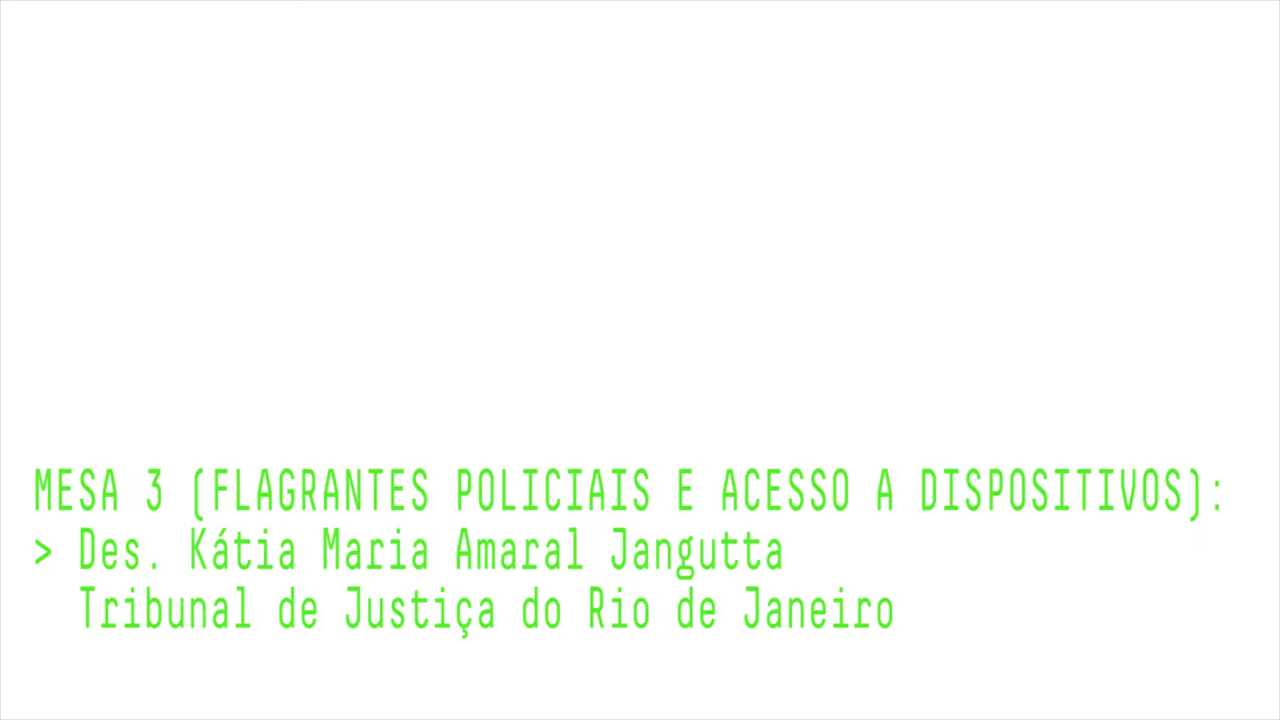 MESA 3 (FLAGRANTES POLICIAIS E ACESSO A DISPOSITIVOS):
> Des. Kátia Maria Amaral Jangutta
Tribunal de Justiça do Rio de Janeiro